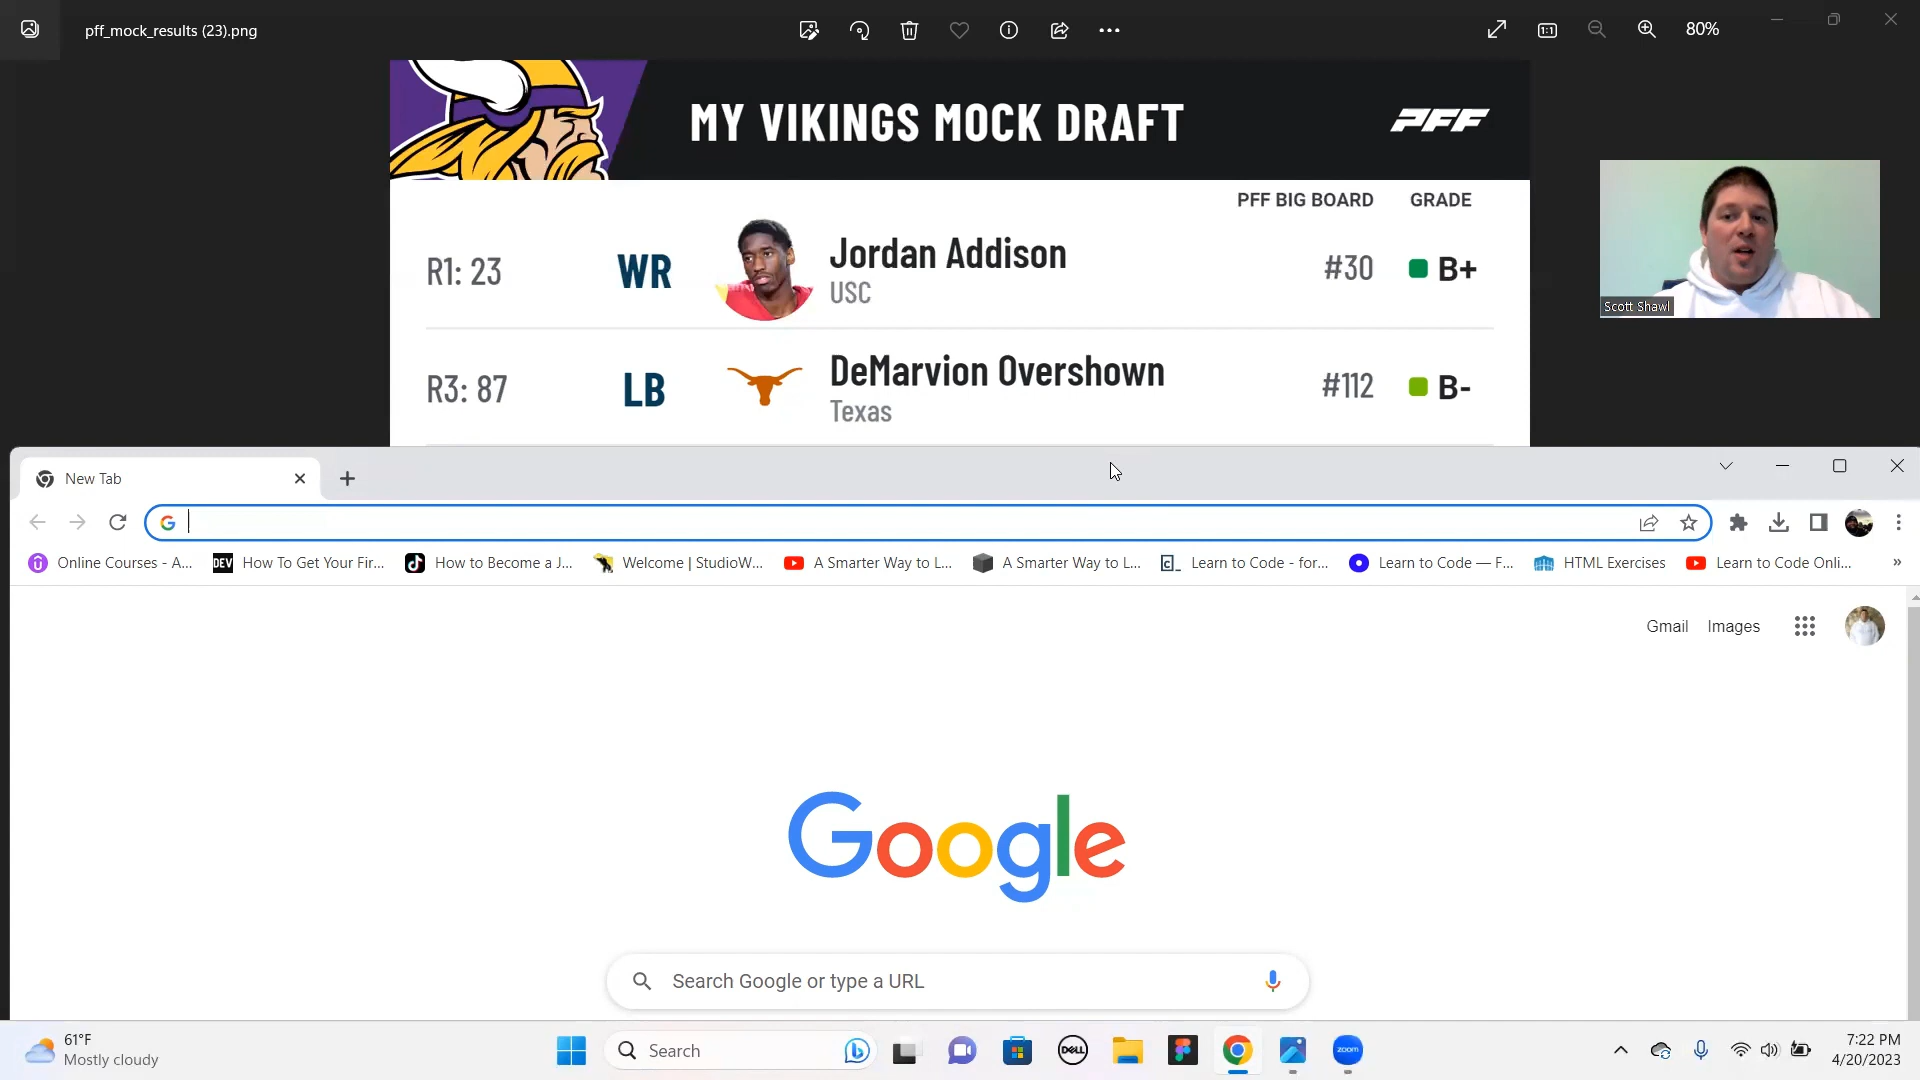 pff_mock_results (23).png
80%
MY VIKINGS MOCK DRAFT
PFF
PFF BIG BOARD GRADE
R1: 23 WR Jordan Addison #30 B+
USC
R3: 87 LB DeMarvion Overshown #112 B-
Texas
Scott Shawl
New Tab
Online Courses - A...
DEV How To Get Your Fir...
How to Become a J...
Welcome | StudioW...
A Smarter Way to L...
A Smarter Way to L...
Learn to Code - for...
Learn to Code — F...
HTML Exercises
Learn to Code Onli...
»
Gmail Images
Google
Search Google or type a URL
61°F
Mostly cloudy
Search
DELL
zoom
7:22 PM
4/20/2023